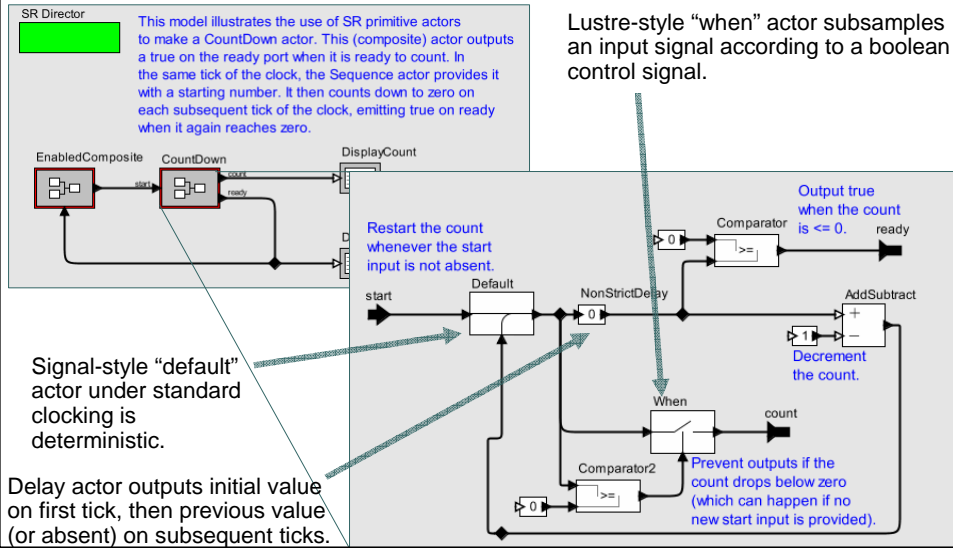 SR Director
This model illustrates the use of SR primitive actors
to make a CountDown actor. This (composite) actor outputs
a true on the ready port when it is ready to count. In
the same tick of the clock, the Sequence actor provides it
with a starting number. It then counts down to zero on
each subsequent tick of the clock, emitting true on ready
when it again reaches zero.
Lustre-style “when” actor subsamples
an input signal according to a boolean
control signal.
EnabledComposite
start
CountDown
count
ready
DisplayCount
D
Restart the count
whenever the start
input is not absent.
start
Default
NonStrictDelay
0
0
Comparator
>=
Output true
when the count
is <= 0.
ready
AddSubtract
+
−
1
Decrement
the count.
When
count
Comparator2
>=
0
Prevent outputs if the
count drops below zero
(which can happen if no
new start input is provided).
Signal-style “default”
actor under standard
clocking is
deterministic.
Delay actor outputs initial value
on first tick, then previous value
(or absent) on subsequent ticks.